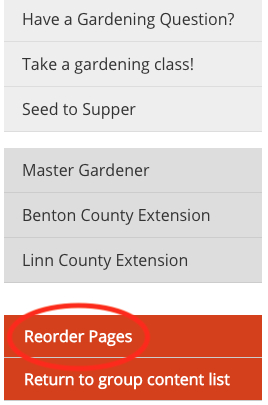 Have a Gardening Question?
Take a gardening class!
Seed to Supper
Master Gardener
Benton County Extension
Linn County Extension
Reorder Pages
Return to group content list